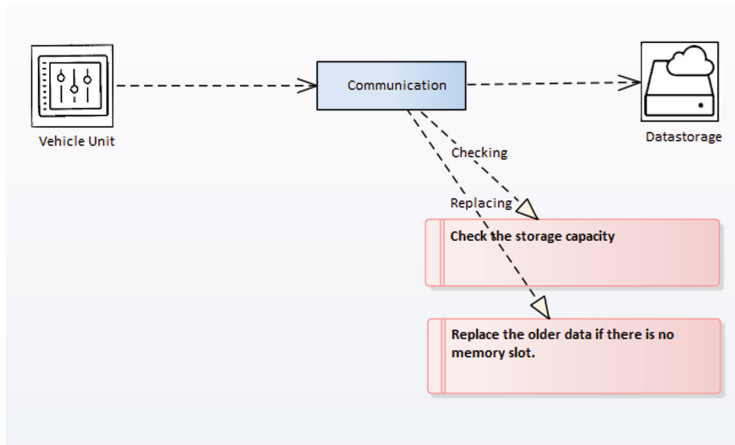 Communication
Vehicle Unit
Datastorage
Checking
Replacing
Check the storage capacity
Replace the older data if there is no
memory slot.